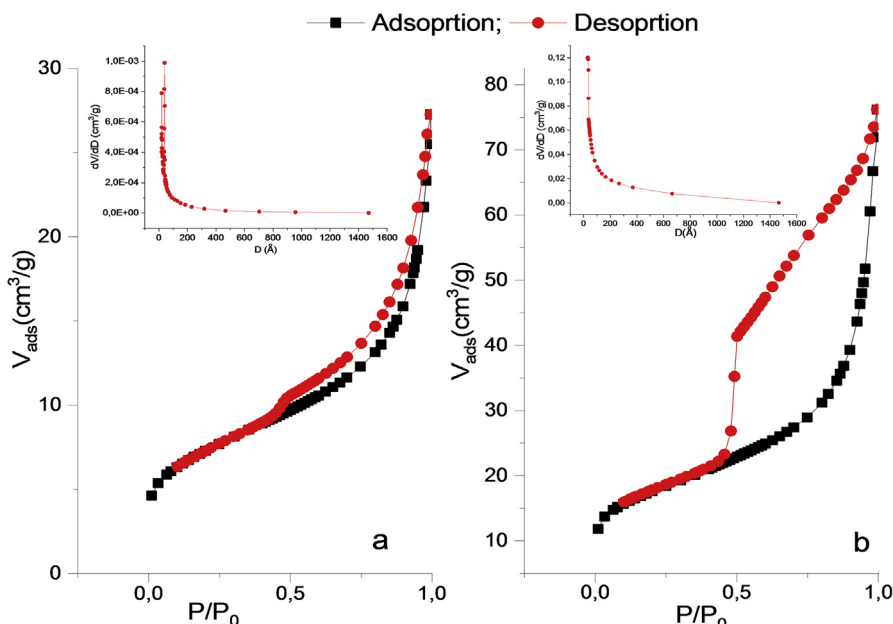 Adsoprtion; Desoprtion
30
20
10
0
V_ads(cm³/g)
0,0 0,5 1,0
P/P₀
a
1,0E-03
8,0E-04
6,0E-04
4,0E-04
2,0E-04
0,0E+00
dV/dD (cm³/g)
0 200 400 600 800 1000 1200 1400 1600
D (Å)
80
70
60
50
40
30
20
10
V_ads(cm³/g)
0,0 0,5 1,0
P/P₀
b
0,12
0,10
0,08
0,06
0,04
0,02
0,00
dV/dD (cm³/g)
0 200 400 600 800 1000 1200 1400 1600
D(Å)